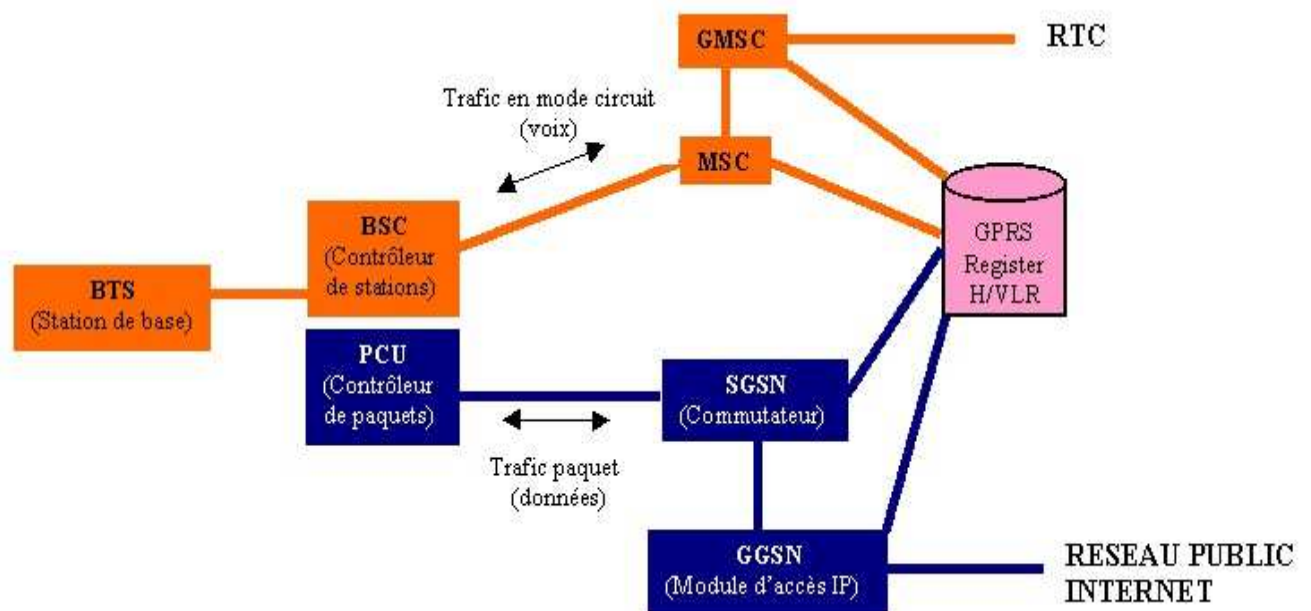 GMSC
RTC
Trafic en mode circuit
(voix)
MSC
BSC
(Contrôleur
de stations)
GPRS
Register
H/VLR
BTS
(Station de base)
PCU
(Contrôleur
de paquets)
SGSN
(Commutateur)
Trafic paquet
(données)
GGSN
(Module d'accès IP)
RESEAU PUBLIC
INTERNET